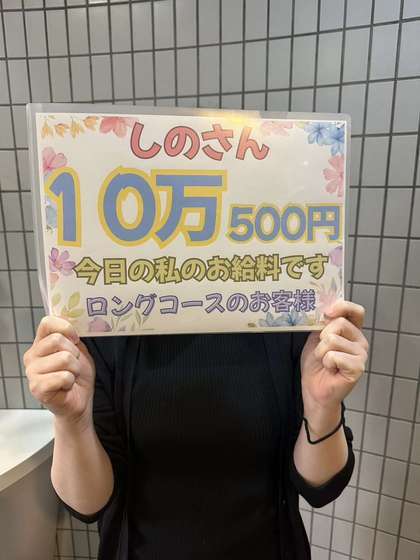 しのさん
10万500円
今日の私のお給料です
ロングコースのお客様